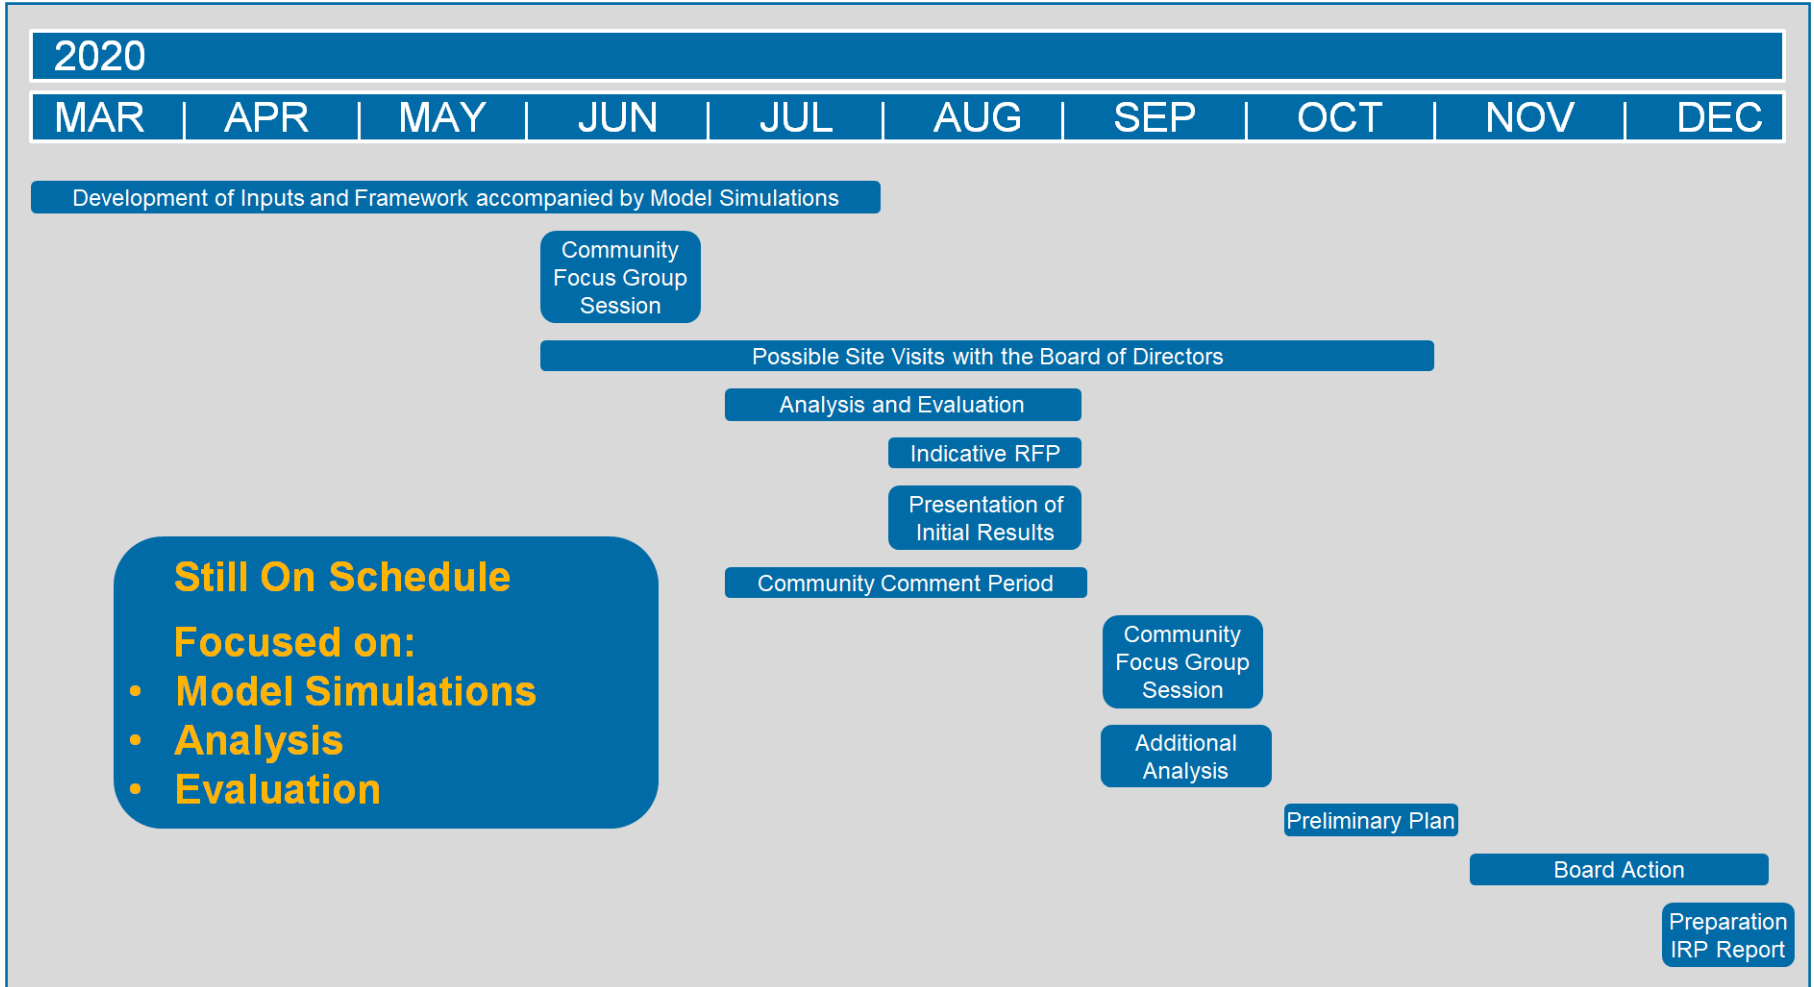 2020
MAR | APR | MAY | JUN | JUL | AUG | SEP | OCT | NOV | DEC
Development of Inputs and Framework accompanied by Model Simulations
Community
Focus Group
Session
Possible Site Visits with the Board of Directors
Analysis and Evaluation
Indicative RFP
Presentation of
Initial Results
Community Comment Period
Still On Schedule
Focused on:
• Model Simulations
• Analysis
• Evaluation
Community
Focus Group
Session
Additional
Analysis
Preliminary Plan
Board Action
Preparation
IRP Report